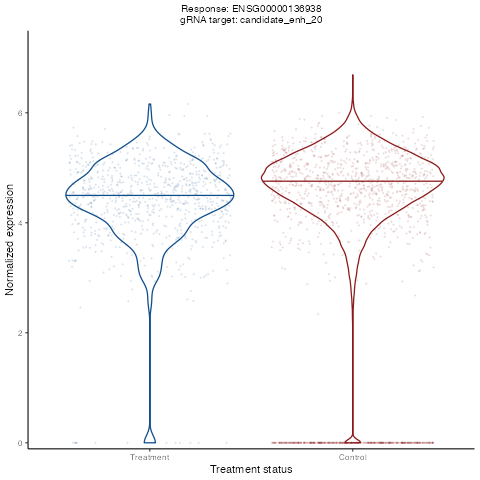 Response: ENSG00000136938
gRNA target: candidate_enh_20
Normalized expression
6
4
2
0
Treatment
Control
Treatment status